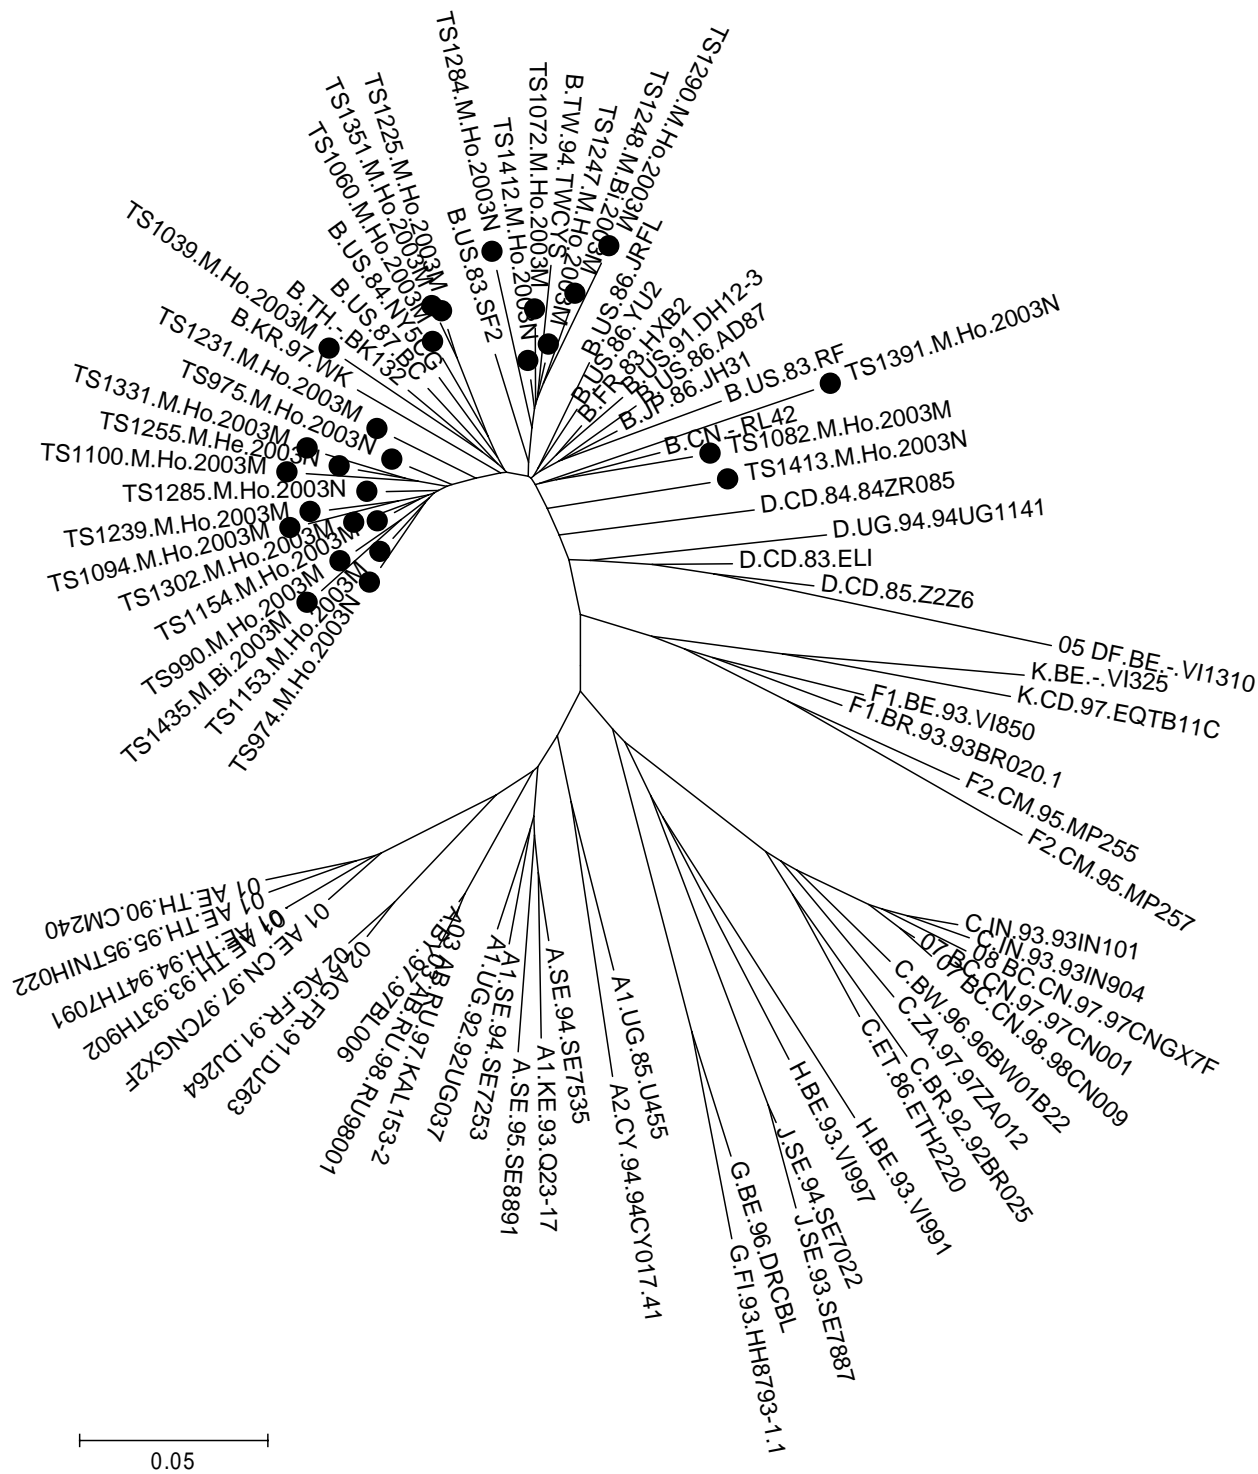 TS1284.M.Ho.2003N
TS1412.M.Ho.2003N
TS1072.M.Ho.2003M
B.TW.94.TWCYS
TS1247.M.Ho.2003M
TS1248.M.Bi.2003M
TS1290.M.Ho.2003M
B.US.98.JRFL
B.US.86.YU2
B.FR.83.HXB2
B.US.91.DH12-3
B.US.86.AD87
B.JP.86.JH31
B.US.83.RF
TS1391.M.Ho.2003N
B.CN.-.RL42
TS1082.M.Ho.2003M
TS1413.M.Ho.2003N
D.CD.84.84ZR085
D.UG.94.94UG1141
D.CD.83.ELI
D.CD.85.Z2Z6
05 DF.BE.-.VI1310
K.BE.-.VI325
K.CD.97.EQTB11C
F1.BE.93.VI850
F1.BR.93.93BR020.1
F2.CM.95.MP255
F2.CM.95.MP257
C.IN.93.93IN101
C.IN.93.93IN904
08 BC.CN.97.97CNGX7F
07 BC.CN.97.97CN001
07 BC.CN.98.98CN009
C.BW.96.96BW01B22
C.ZA.97.97ZA012
C.BR.92.92BR025
C.ET.86.ETH2220
H.BE.93.VI991
H.BE.93.VI997
J.SE.94.SE7022
J.SE.93.SE7887
G.BE.96.DRCBL
G.FI.93.HH8793-1.1
A1.UG.85.U455
A2.CY.94.94CY017.41
A.SE.94.SE7535
A1.KE.93.Q23-17
A.SE.95.SE8891
A1.SE.94.SE7253
A1.UG.92.92UG037
03 AB.RU.97.KAL153-2
03 AB.RU.98.RU98001
A.BY.97.97BL006
02 AG.FR.91.DJ263
02 AG.FR.91.DJ264
01 AE.CN.97.97CNGX2F
01 AE.TH.93.93TH902
01 AE.TH.94.94TH7091
01 AE.TH.95.95TNIH022
01 AE.TH.90.CM240
TS974.M.Ho.2003N
TS1153.M.Ho.2003M
TS1435.M.Bi.2003M
TS990.M.Ho.2003M
TS1154.M.Ho.2003M
TS1302.M.Ho.2003M
TS1094.M.Ho.2003M
TS1239.M.Ho.2003M
TS1285.M.Ho.2003N
TS1100.M.Ho.2003M
TS1255.M.He.2003N
TS1331.M.Ho.2003M
TS975.M.Ho.2003N
TS1231.M.Ho.2003M
B.KR.97.WK
TS1039.M.Ho.2003M
B.TH.-.BK132
B.US.87.BC
B.US.84.NY5CG
TS1060.M.Ho.2003M
TS1351.M.Ho.2003M
TS1225.M.Ho.2003M
B.US.83.SF2
0.05